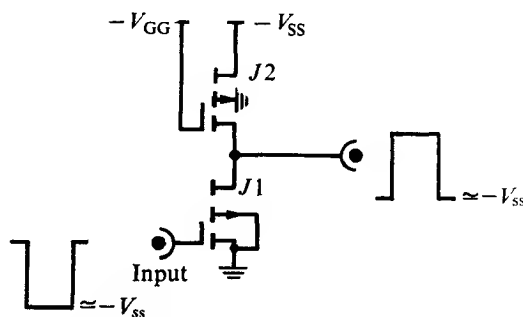 −V_GG −V_SS
J2
J1
≃−V_ss
Input
≃−V_ss